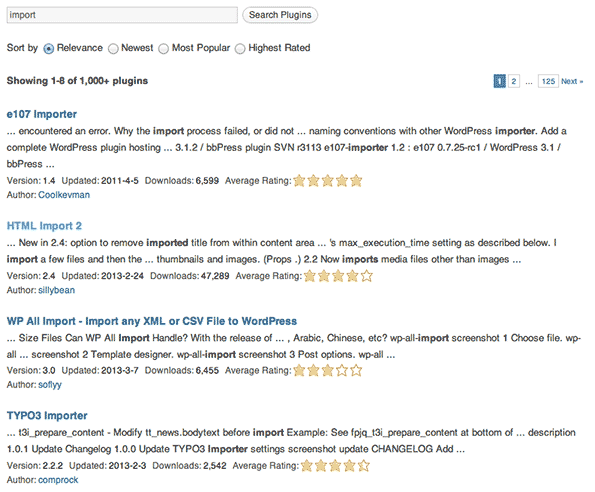 import Search Plugins
Sort by Relevance Newest Most Popular Highest Rated
Showing 1-8 of 1,000+ plugins 1 2 ... 125 Next »
e107 Importer
... encountered an error. Why the import process failed, or did not ... naming conventions with other WordPress importer. Add a
complete WordPress plugin hosting ... 3.1.2 / bbPress plugin SVN r3113 e107-importer 1.2 : e107 0.7.25-rc1 / WordPress 3.1 /
bbPress ...
Version: 1.4 Updated: 2011-4-5 Downloads: 6,599 Average Rating:
Author: Coolkevman
HTML Import 2
... New in 2.4: option to remove imported title from within content area ... 's max_execution_time setting as described below. I
import a few files and then the ... thumbnails and images. (Props .) 2.2 Now imports media files other than images ...
Version: 2.4 Updated: 2013-2-24 Downloads: 47,289 Average Rating:
Author: sillybean
WP All Import - Import any XML or CSV File to WordPress
... Size Files Can WP All Import Handle? With the release of ... , Arabic, Chinese, etc? wp-all-import screenshot 1 Choose file. wp-
all ... screenshot 2 Template designer. wp-all-import screenshot 3 Post options. wp-all ...
Version: 3.0 Updated: 2013-3-7 Downloads: 6,455 Average Rating:
Author: soflyy
TYPO3 Importer
... t3i_prepare_content - Modify tt_news.bodytext before import Example: See fpjq_t3i_prepare_content at bottom of ... description
1.0.1 Update Changelog 1.0.0 Update TYPO3 Importer settings screenshot update CHANGELOG Add ...
Version: 2.2.2 Updated: 2013-2-3 Downloads: 2,542 Average Rating:
Author: comprock